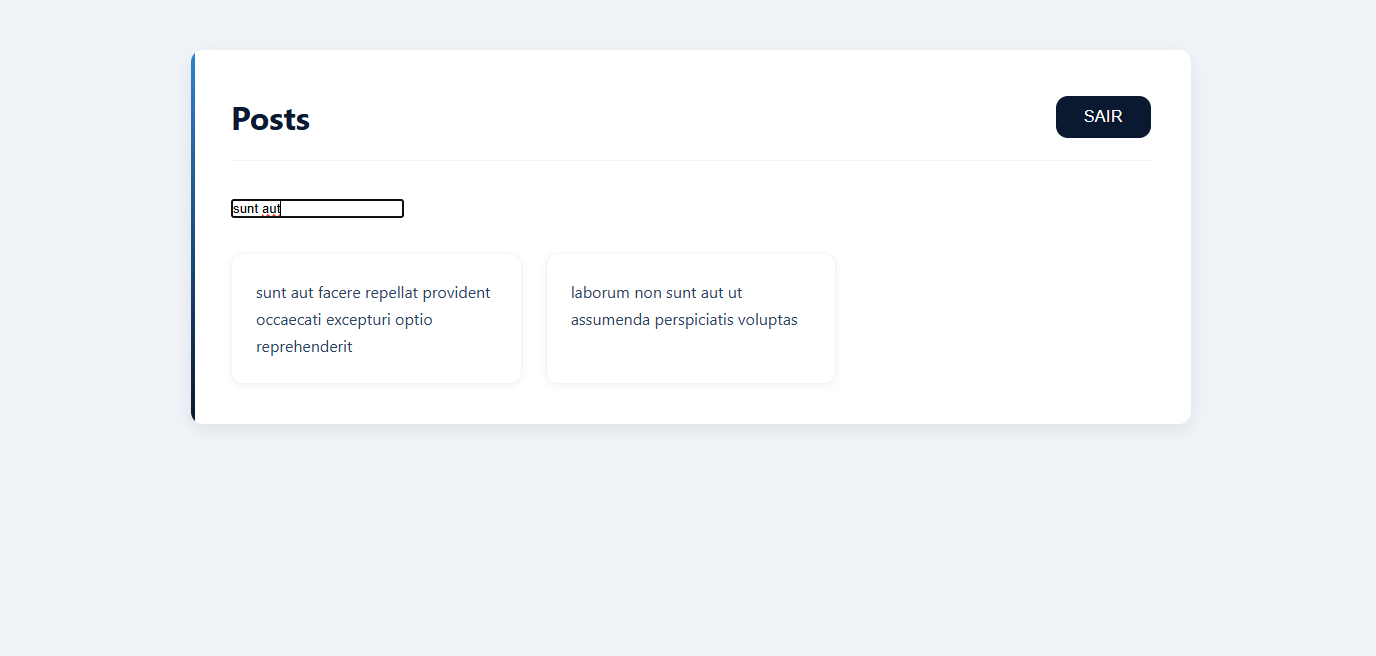 Posts
SAIR
sunt aut
sunt aut facere repellat provident
occaecati excepturi optio
reprehenderit
laborum non sunt aut ut
assumenda perspiciatis voluptas